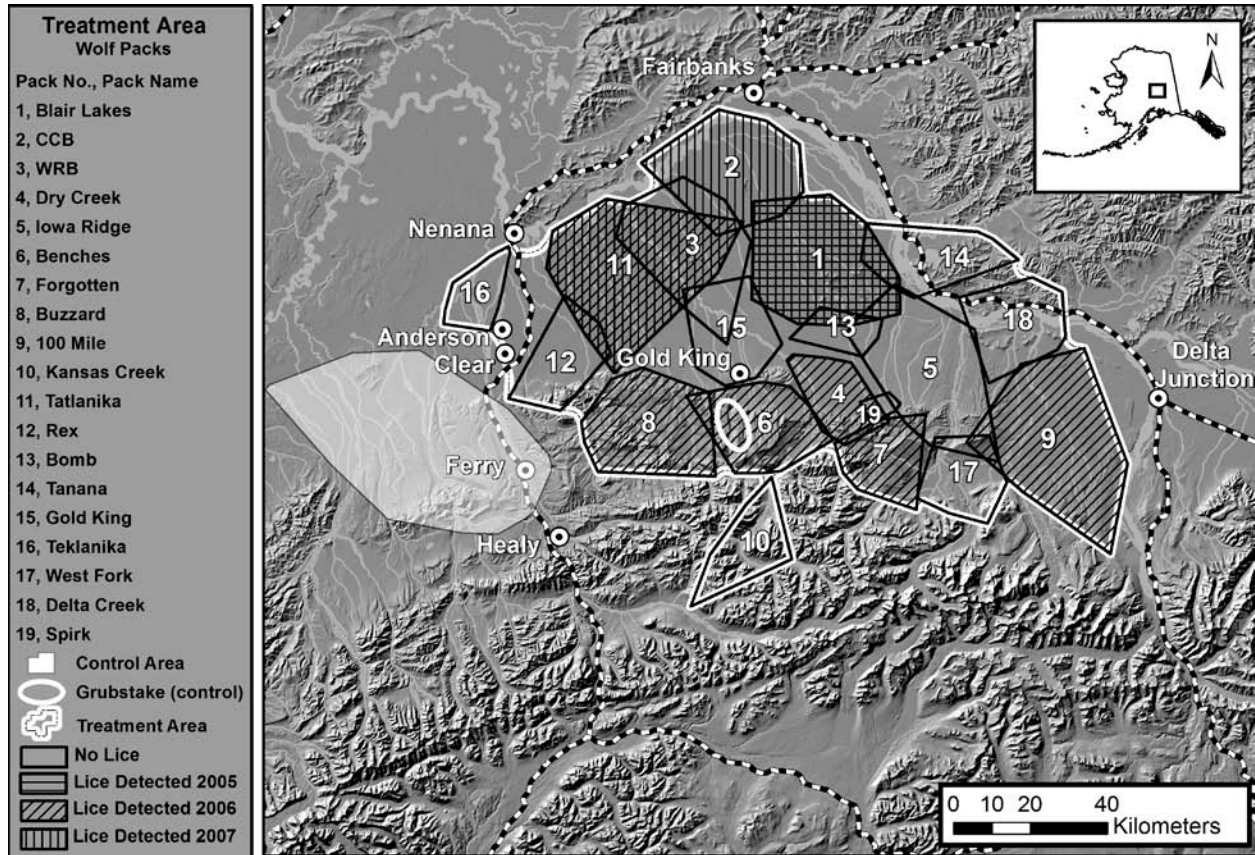 Treatment Area
Wolf Packs
Pack No., Pack Name
1, Blair Lakes
2, CCB
3, WRB
4, Dry Creek
5, Iowa Ridge
6, Benches
7, Forgotten
8, Buzzard
9, 100 Mile
10, Kansas Creek
11, Tatlanika
12, Rex
13, Bomb
14, Tanana
15, Gold King
16, Teklanika
17, West Fork
18, Delta Creek
19, Spirk
Control Area
Grubstake (control)
Treatment Area
No Lice
Lice Detected 2005
Lice Detected 2006
Lice Detected 2007
N
Fairbanks
2
Nenana
3
11
1
14
16
15
13
18
Anderson
Clear
12
Gold King
5
Delta
Junction
8
6
4
19
9
7
17
Ferry
Healy
10
0 10 20 40
Kilometers